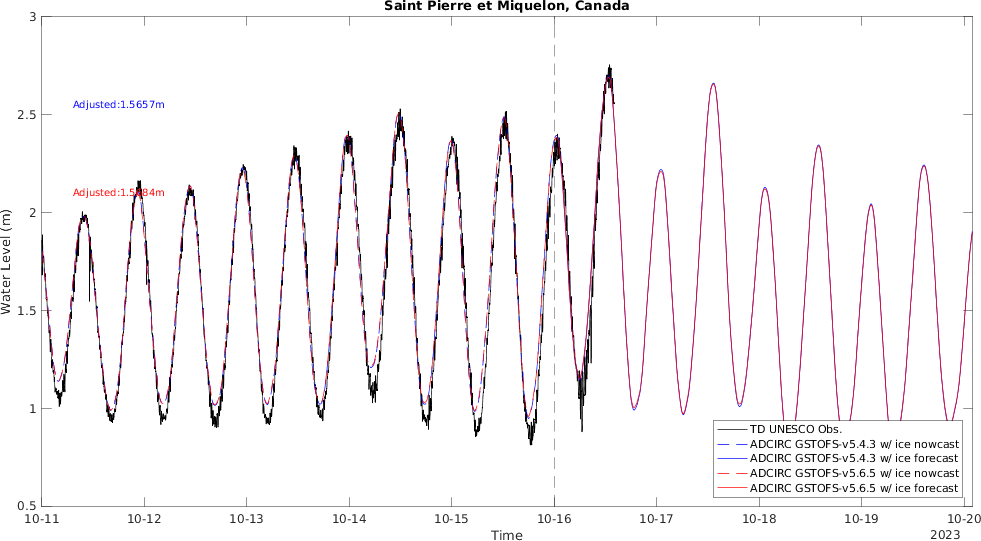 Saint Pierre et Miquelon, Canada
3
2.5
2
1.5
1
0.5
Water Level (m)
Adjusted:1.5657m
10-11
10-12
10-13
10-14
10-15
10-16
10-17
10-18
10-19
10-20
2023
Time
TD UNESCO Obs.
ADCIRC GSTOFS-v5.4.3 w/ ice nowcast
ADCIRC GSTOFS-v5.4.3 w/ ice forecast
ADCIRC GSTOFS-v5.6.5 w/ ice nowcast
ADCIRC GSTOFS-v5.6.5 w/ ice forecast